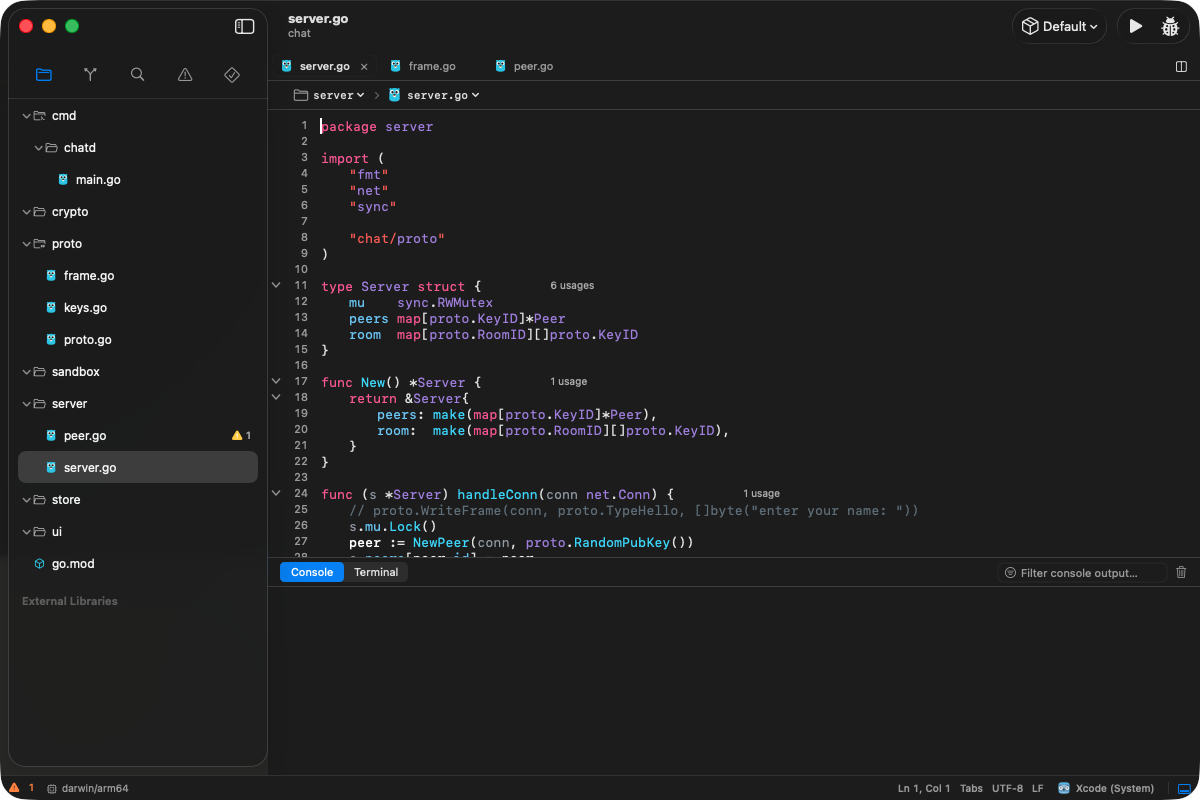 server.go
chat
Default
server.go
frame.go
peer.go
server
server.go
cmd
chatd
main.go
crypto
proto
frame.go
keys.go
proto.go
sandbox
server
peer.go 1
server.go
store
ui
go.mod
External Libraries
1 package server
2
3 import (
4 "fmt"
5 "net"
6 "sync"
7
8 "chat/proto"
9 )
10
11 type Server struct { 6 usages
12 mu sync.RWMutex
13 peers map[proto.KeyID]*Peer
14 room map[proto.RoomID][]proto.KeyID
15 }
16
17 func New() *Server { 1 usage
18 return &Server{
19 peers: make(map[proto.KeyID]*Peer),
20 room: make(map[proto.RoomID][]proto.KeyID),
21 }
22 }
23
24 func (s *Server) handleConn(conn net.Conn) { 1 usage
25 // proto.WriteFrame(conn, proto.TypeHello, []byte("enter your name: "))
26 s.mu.Lock()
27 peer := NewPeer(conn, proto.RandomPubKey())
28 s.peers[peer.id] = peer
Console
Terminal
Filter console output...
1
darwin/arm64
Ln 1, Col 1
Tabs
UTF-8
LF
Xcode (System)